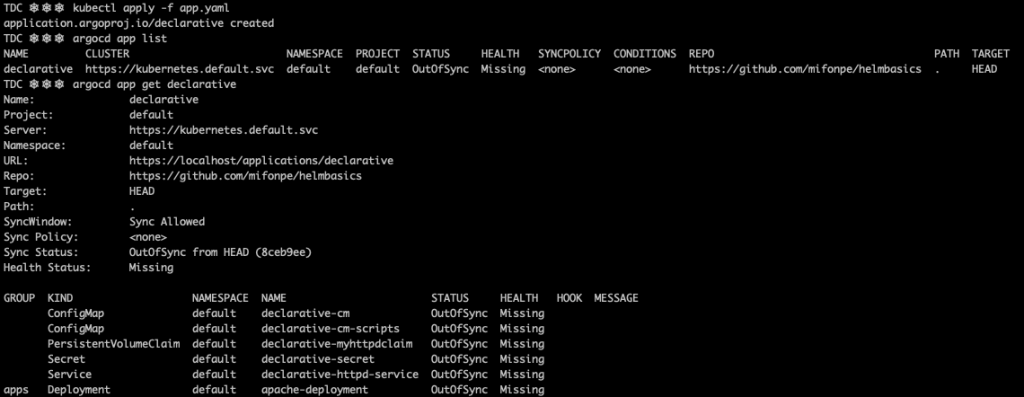 TDC ❄❄❄ kubectl apply -f app.yaml
application.argoproj.io/declarative created
TDC ❄❄❄ argocd app list
NAME CLUSTER NAMESPACE PROJECT STATUS HEALTH SYNCPOLICY CONDITIONS REPO PATH TARGET
declarative https://kubernetes.default.svc default default OutOfSync Missing <none> <none> https://github.com/mifonpe/helmbasics . HEAD
TDC ❄❄❄ argocd app get declarative
Name: declarative
Project: default
Server: https://kubernetes.default.svc
Namespace: default
URL: https://localhost/applications/declarative
Repo: https://github.com/mifonpe/helmbasics
Target: HEAD
Path: .
SyncWindow: Sync Allowed
Sync Policy: <none>
Sync Status: OutOfSync from HEAD (8ceb9ee)
Health Status: Missing
GROUP KIND NAMESPACE NAME STATUS HEALTH HOOK MESSAGE
ConfigMap default declarative-cm OutOfSync Missing
ConfigMap default declarative-cm-scripts OutOfSync Missing
PersistentVolumeClaim default declarative-myhttpdclaim OutOfSync Missing
Secret default declarative-secret OutOfSync Missing
Service default declarative-httpd-service OutOfSync Missing
apps Deployment default apache-deployment OutOfSync Missing